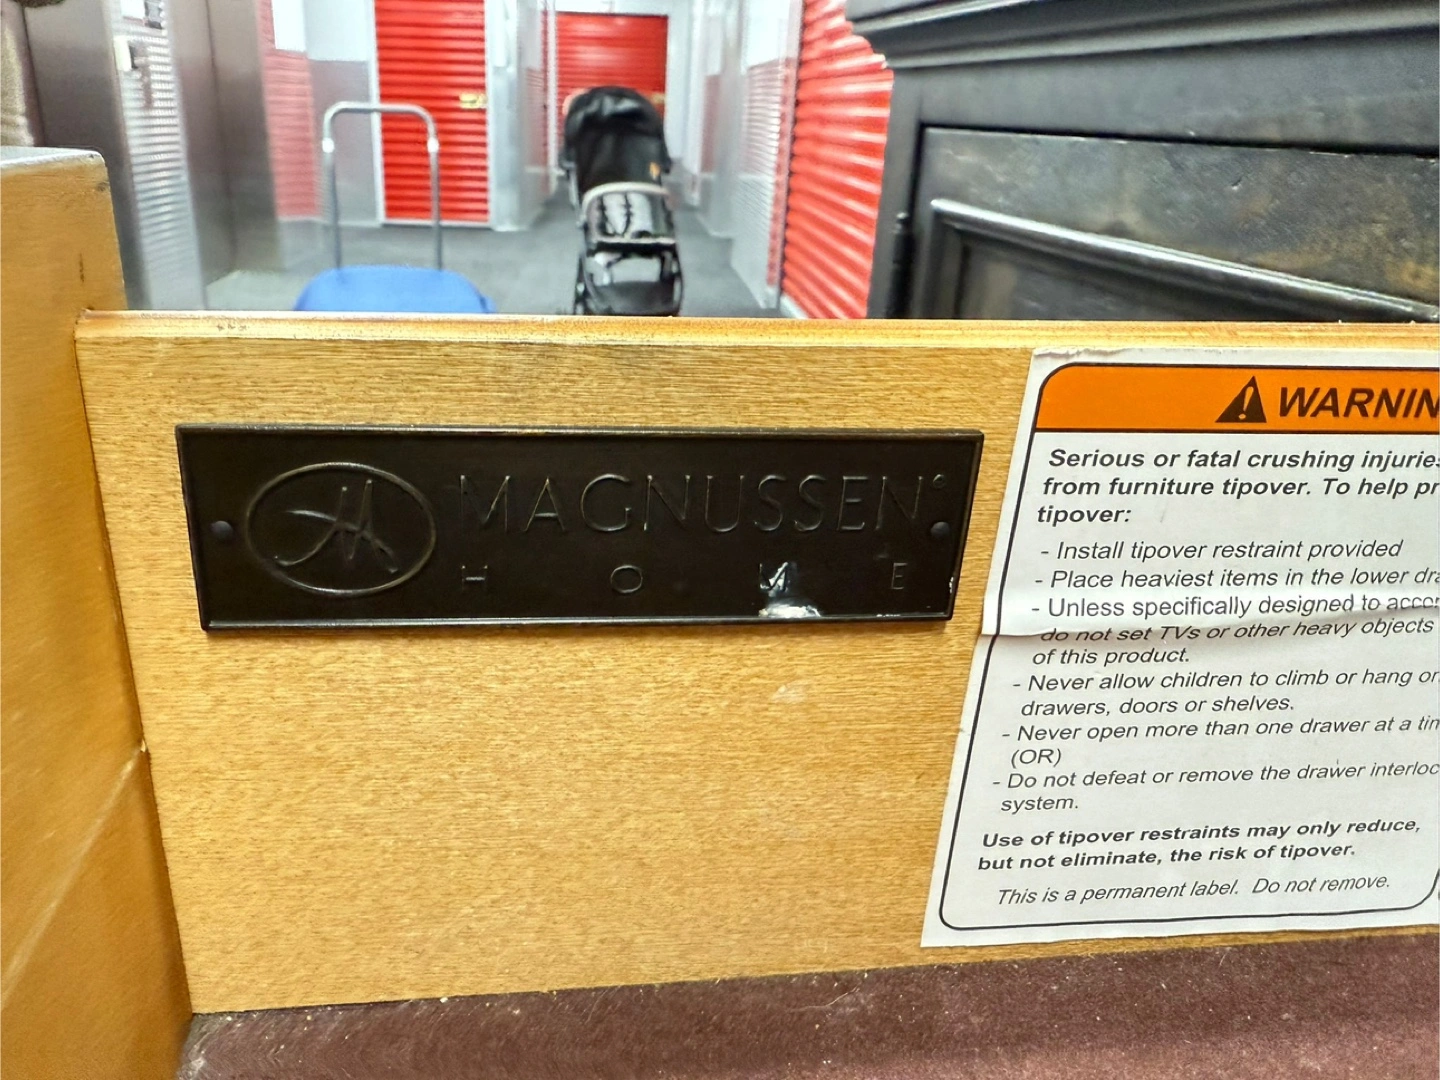 MAGNUSSEN®
HOME
WARNIN
Serious or fatal crushing injuries
from furniture tipover. To help pr
tipover:
- Install tipover restraint provided
- Place heaviest items in the lower dra
- Unless specifically designed to accor
do not set TVs or other heavy objects
of this product.
- Never allow children to climb or hang on
drawers, doors or shelves.
- Never open more than one drawer at a tim
(OR)
- Do not defeat or remove the drawer interloc
system.
Use of tipover restraints may only reduce,
but not eliminate, the risk of tipover.
This is a permanent label. Do not remove.